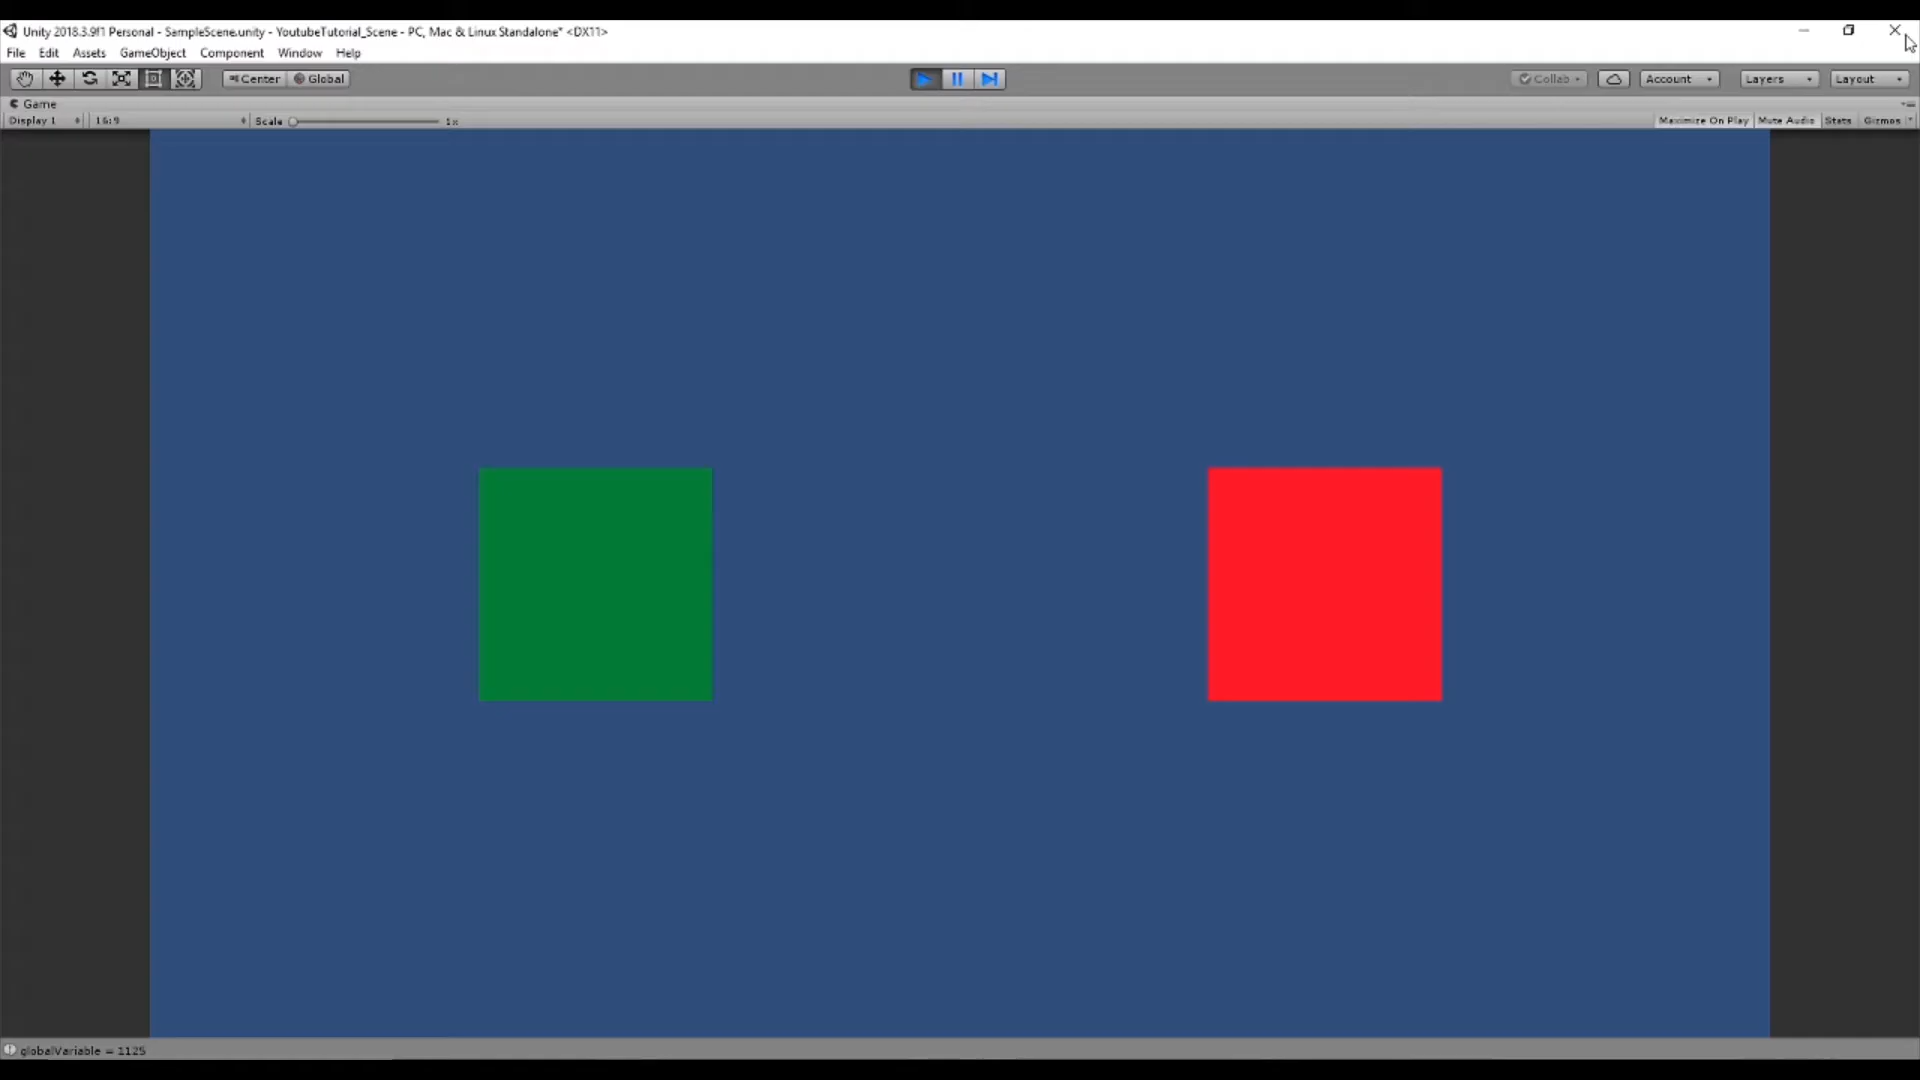 Unity 2018.3.9f1 Personal - SampleScene.unity - YoutubeTutorial_Scene - PC, Mac & Linux Standalone* <DX11>
File Edit Assets GameObject Component Window Help
Center Global Collab Account Layers Layout
Game
Display 1 16:9 Scale 1x Maximize On Play Mute Audio Stats Gizmos
globalVariable = 1125